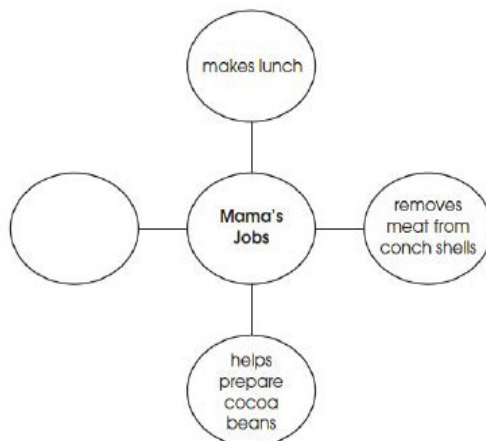 makes lunch
Mama's
Jobs
removes
meat from
conch shells
helps
prepare
cocoa
beans